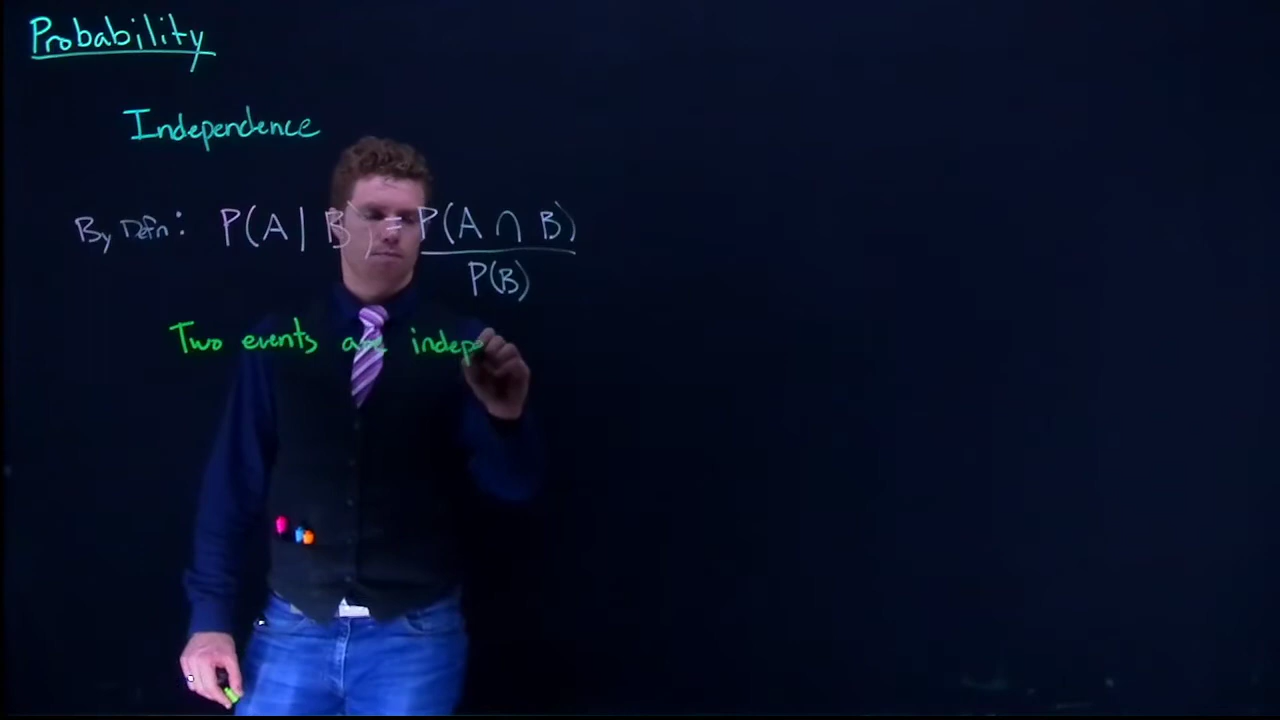 Probability
Independence
By Defn: P(A | B) = P(A ∩ B)
P(B)
Two events are indep